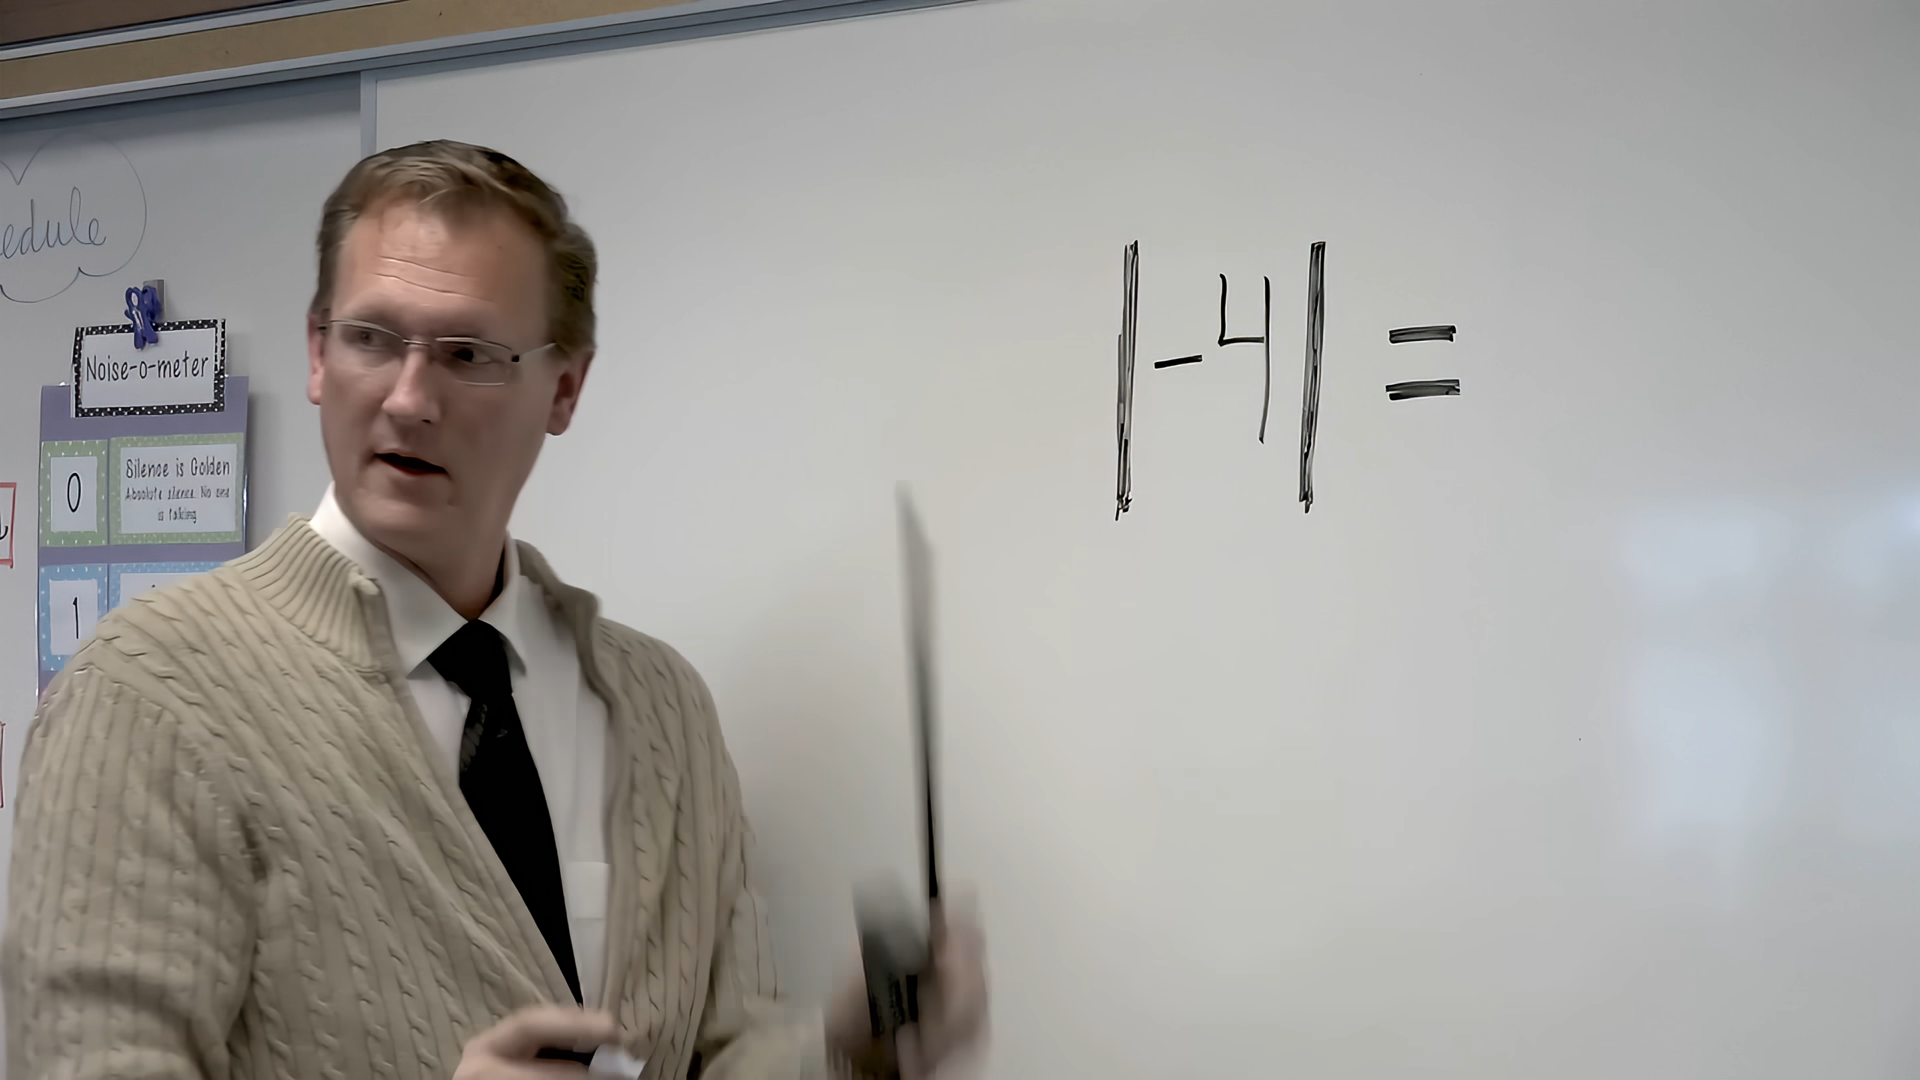 edule
Noise-o-meter
0
Silence is Golden
Absolute silence. No one
is talking
1
|-4| =